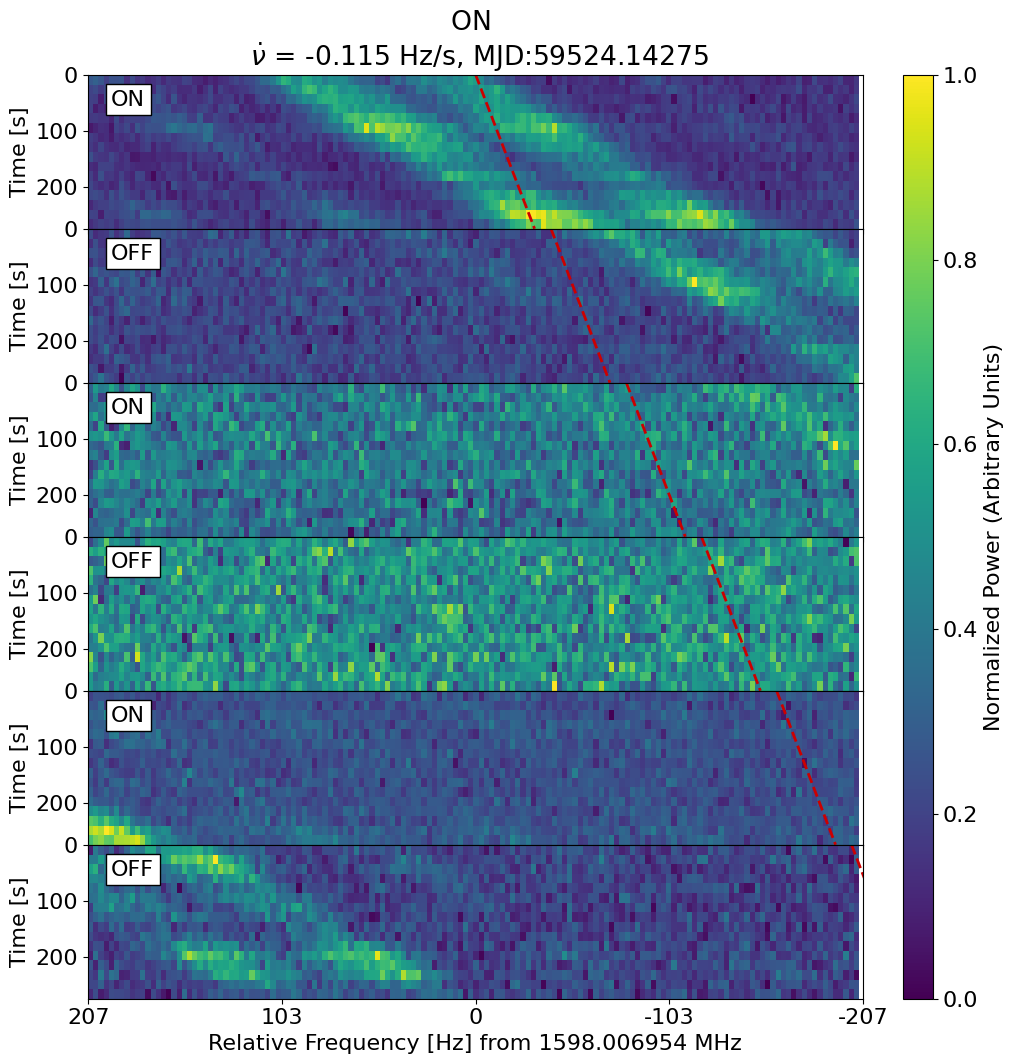 ON
ν̇ = -0.115 Hz/s, MJD:59524.14275
0
ON
100
200
Time [s]
0
OFF
100
200
Time [s]
0
ON
100
200
Time [s]
0
OFF
100
200
Time [s]
0
ON
100
200
Time [s]
0
OFF
100
200
Time [s]
207
103
0
-103
-207
Relative Frequency [Hz] from 1598.006954 MHz
1.0
0.8
0.6
0.4
0.2
0.0
Normalized Power (Arbitrary Units)